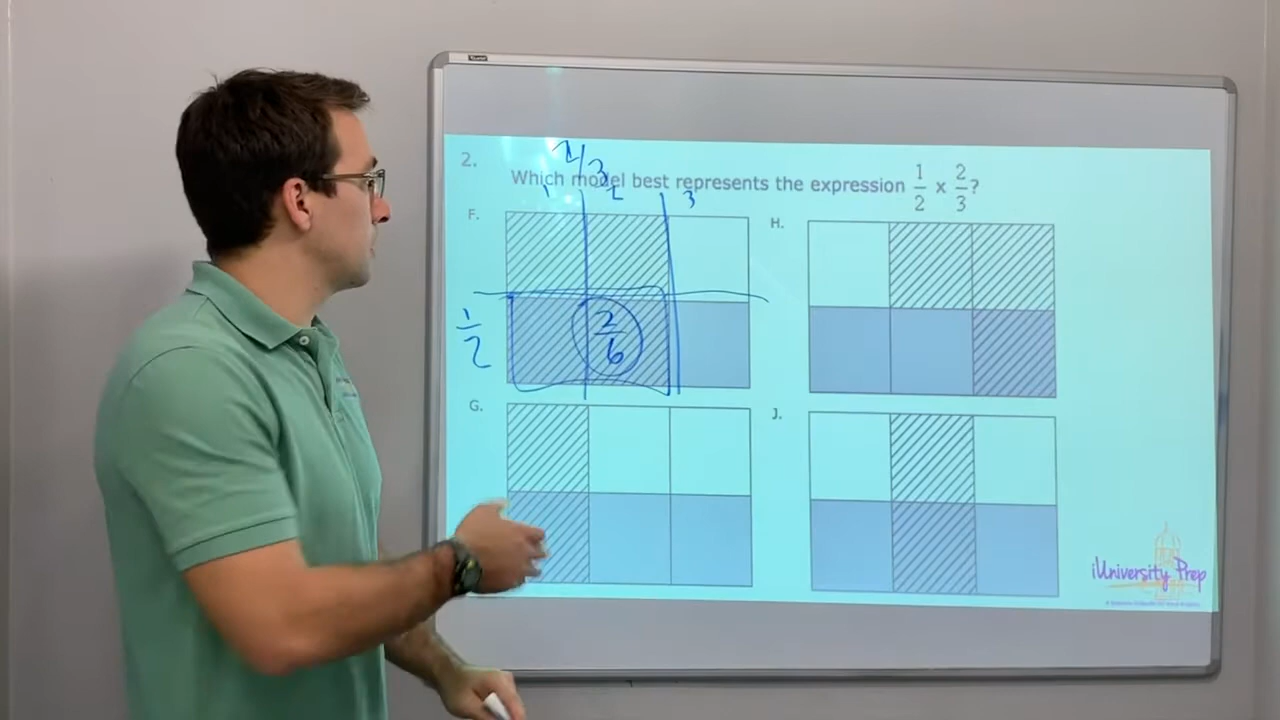 2.
Which model best represents the expression 1/2 x 2/3?
2/3
1 2 3
F.
H.
1/2
2/6
G.
J.
iUniversity Prep